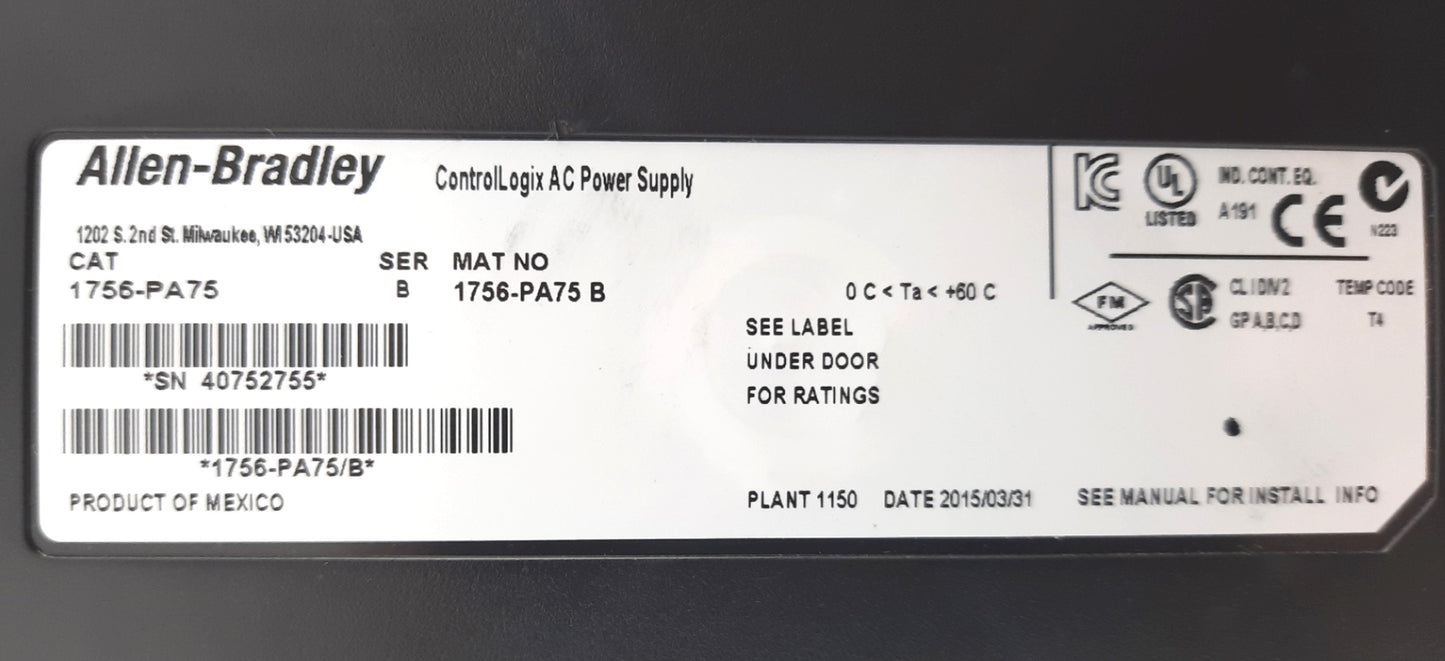 Allen-Bradley
ControlLogix AC Power Supply
1202 S. 2nd St. Milwaukee, WI 53204-USA
CAT SER MAT NO
1756-PA75 B 1756-PA75 B
0 C < Ta < +60 C
SEE LABEL
UNDER DOOR
FOR RATINGS
*SN 40752755*
*1756-PA75/B*
PRODUCT OF MEXICO
PLANT 1150 DATE 2015/03/31 SEE MANUAL FOR INSTALL INFO
KC
UL
LISTED
IND. CONT. EQ.
A191
CE
N223
FM
APPROVED
SA
CL I DIV 2
GP A,B,C,D
TEMP CODE
T4